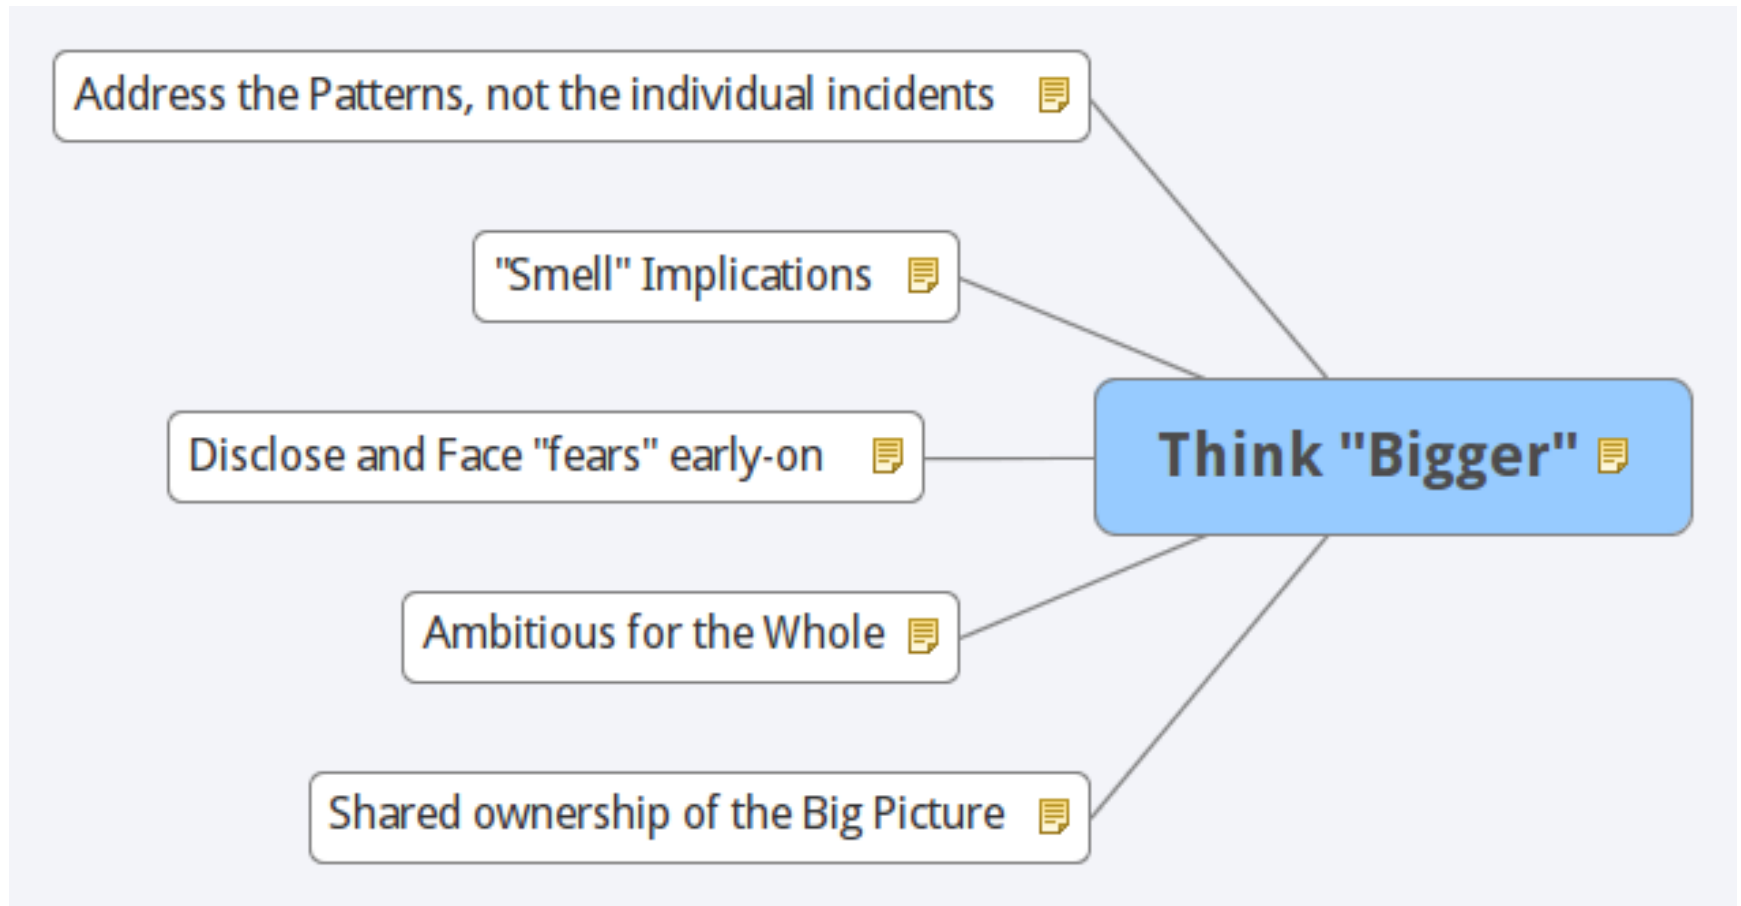 Address the Patterns, not the individual incidents
"Smell" Implications
Disclose and Face "fears" early-on
Think "Bigger"
Ambitious for the Whole
Shared ownership of the Big Picture